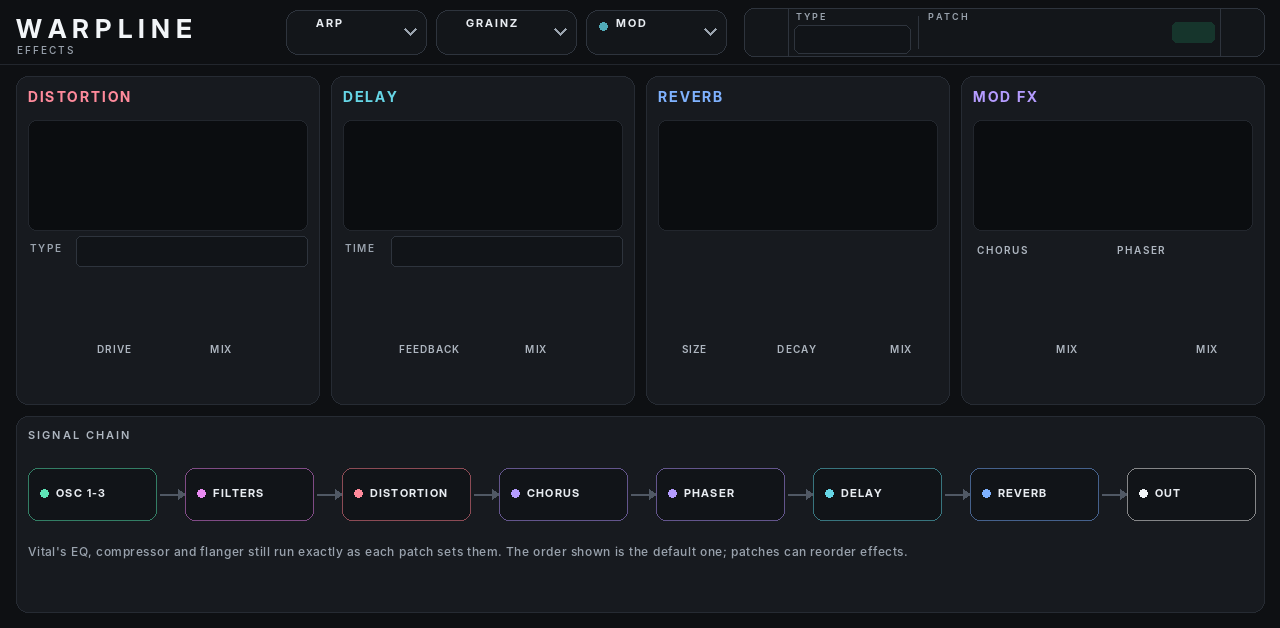 WARPLINE
EFFECTS
ARP
GRAINZ
MOD
TYPE
PATCH
DISTORTION
DELAY
REVERB
MOD FX
TYPE
TIME
CHORUS
PHASER
DRIVE
MIX
FEEDBACK
MIX
SIZE
DECAY
MIX
MIX
MIX
SIGNAL CHAIN
OSC 1-3
FILTERS
DISTORTION
CHORUS
PHASER
DELAY
REVERB
OUT
Vital's EQ, compressor and flanger still run exactly as each patch sets them. The order shown is the default one; patches can reorder effects.